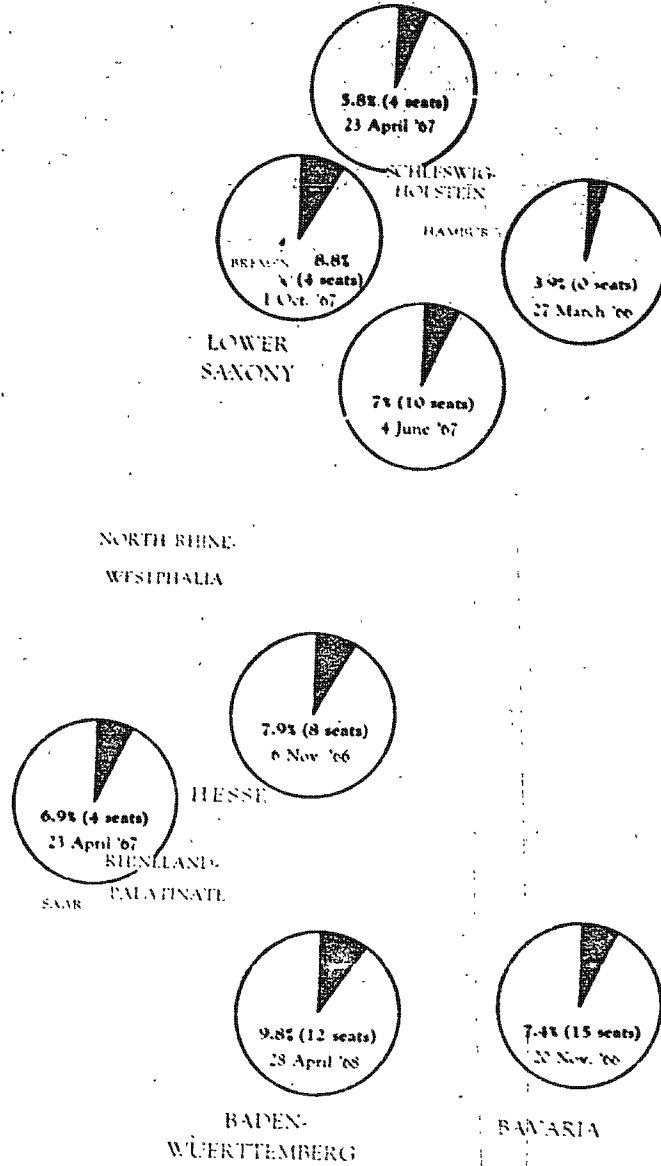 5.8% (4 seats)
23 April '67
SCHLESWIG-
HOLSTEIN
HAMBURG
BREMEN
8.8%
(4 seats)
1 Oct. '67
3.9% (0 seats)
27 March '66
LOWER
SAXONY
7% (10 seats)
4 June '67
NORTH RHINE-
WESTPHALIA
7.9% (8 seats)
6 Nov '66
HESSE
6.9% (4 seats)
23 April '67
RHINELAND-
PALATINATE
SAAR
9.8% (12 seats)
28 April '68
7.4% (15 seats)
20 Nov. '66
BADEN-
WUERTTEMBERG
BAVARIA